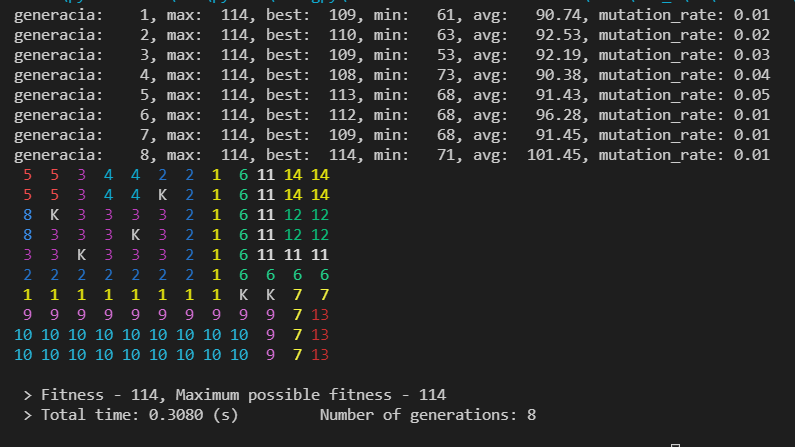 generacia:    1, max:  114, best:  109, min:   61, avg:   90.74, mutation_rate: 0.01
generacia:    2, max:  114, best:  110, min:   63, avg:   92.53, mutation_rate: 0.02
generacia:    3, max:  114, best:  109, min:   53, avg:   92.19, mutation_rate: 0.03
generacia:    4, max:  114, best:  108, min:   73, avg:   90.38, mutation_rate: 0.04
generacia:    5, max:  114, best:  113, min:   68, avg:   91.43, mutation_rate: 0.05
generacia:    6, max:  114, best:  112, min:   68, avg:   96.28, mutation_rate: 0.01
generacia:    7, max:  114, best:  109, min:   68, avg:   91.45, mutation_rate: 0.01
generacia:    8, max:  114, best:  114, min:   71, avg:  101.45, mutation_rate: 0.01
 5  5  3  4  4  2  2  1  6 11 14 14
 5  5  3  4  4  K  2  1  6 11 14 14
 8  K  3  3  3  3  2  1  6 11 12 12
 8  3  3  3  K  3  2  1  6 11 12 12
 3  3  K  3  3  3  2  1  6 11 11 11
 2  2  2  2  2  2  2  1  6  6  6  6
 1  1  1  1  1  1  1  1  K  K  7  7
 9  9  9  9  9  9  9  9  9  9  7 13
10 10 10 10 10 10 10 10 10  9  7 13
10 10 10 10 10 10 10 10 10  9  7 13
 > Fitness - 114, Maximum possible fitness - 114
 > Total time: 0.3080 (s)         Number of generations: 8